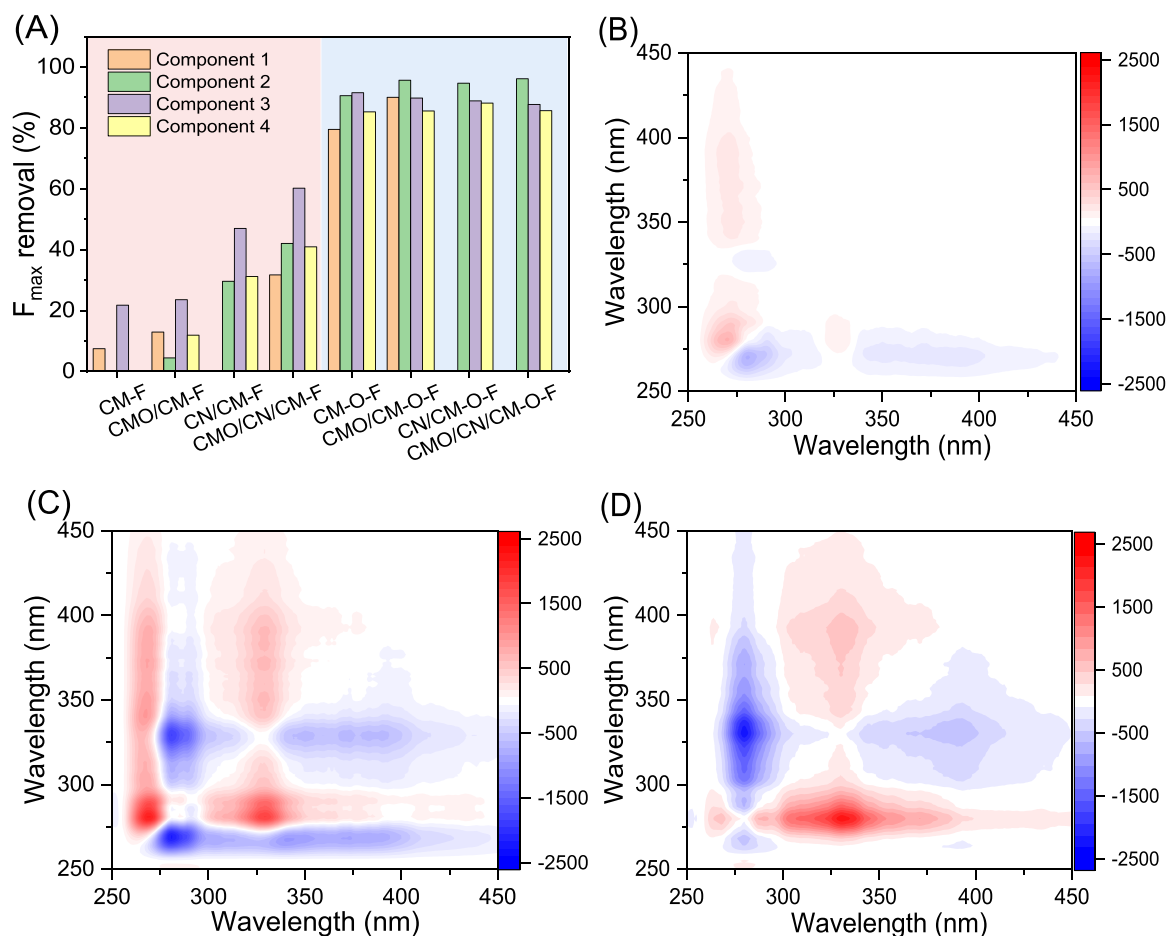 (A)
F_max removal (%)
100
80
60
40
20
0
Component 1
Component 2
Component 3
Component 4
CM-F
CMO/CM-F
CN/CM-F
CMO/CN/CM-F
CM-O-F
CMO/CM-O-F
CN/CM-O-F
CMO/CN/CM-O-F
(B)
Wavelength (nm)
450
400
350
300
250
250 300 350 400 450
Wavelength (nm)
2500
1500
500
-500
-1500
-2500
(C)
Wavelength (nm)
450
400
350
300
250
250 300 350 400 450
Wavelength (nm)
2500
1500
500
-500
-1500
-2500
(D)
Wavelength (nm)
450
400
350
300
250
250 300 350 400 450
Wavelength (nm)
2500
1500
500
-500
-1500
-2500